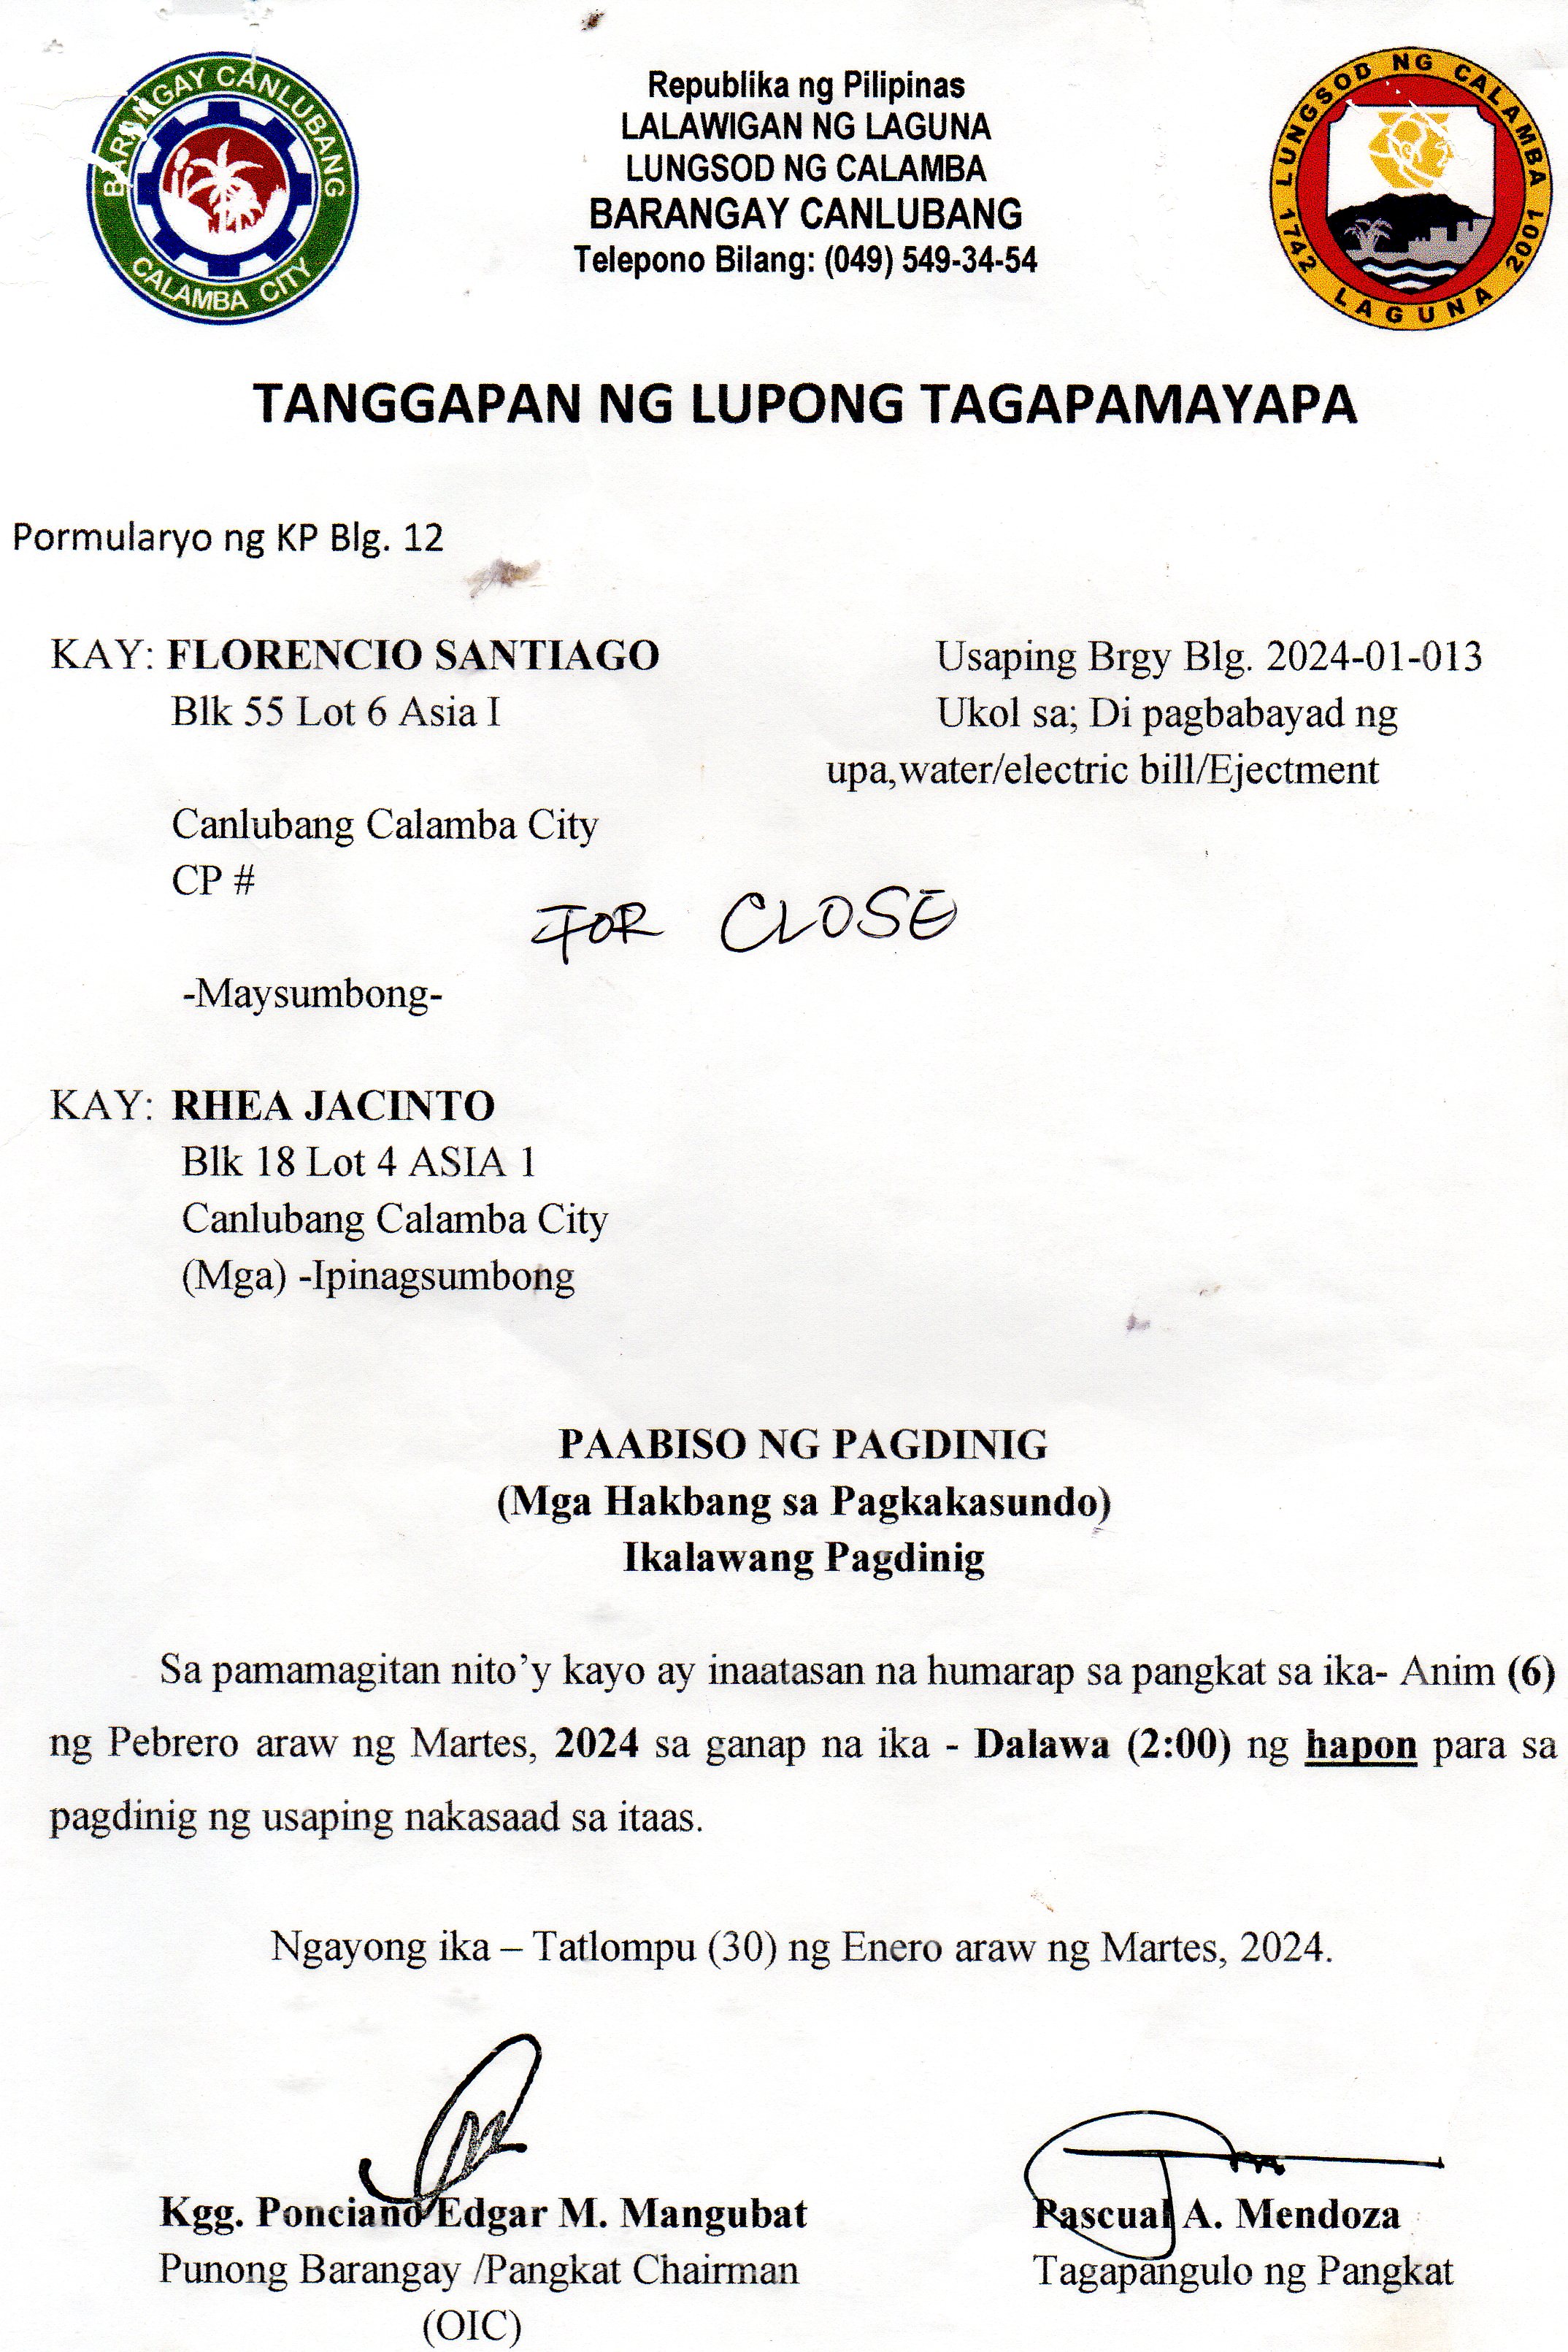 BARANGAY CANLUBANG
CALAMBA CITY
LUNGSOD NG CALAMBA
1742 LAGUNA 2001
Republika ng Pilipinas
LALAWIGAN NG LAGUNA
LUNGSOD NG CALAMBA
BARANGAY CANLUBANG
Telepono Bilang: (049) 549-34-54
TANGGAPAN NG LUPONG TAGAPAMAYAPA
Pormularyo ng KP Blg. 12
KAY: FLORENCIO SANTIAGO Usaping Brgy Blg. 2024-01-013
Blk 55 Lot 6 Asia I Ukol sa; Di pagbabayad ng
upa,water/electric bill/Ejectment
Canlubang Calamba City
CP #
FOR CLOSE
-Maysumbong-
KAY: RHEA JACINTO
Blk 18 Lot 4 ASIA 1
Canlubang Calamba City
(Mga) -Ipinagsumbong
PAABISO NG PAGDINIG
(Mga Hakbang sa Pagkakasundo)
Ikalawang Pagdinig
Sa pamamagitan nito’y kayo ay inaatasan na humarap sa pangkat sa ika- Anim (6)
ng Pebrero araw ng Martes, 2024 sa ganap na ika - Dalawa (2:00) ng hapon para sa
pagdinig ng usaping nakasaad sa itaas.
Ngayong ika – Tatlompu (30) ng Enero araw ng Martes, 2024.
Kgg. Ponciano Edgar M. Mangubat Pascual A. Mendoza
Punong Barangay /Pangkat Chairman Tagapangulo ng Pangkat
(OIC)